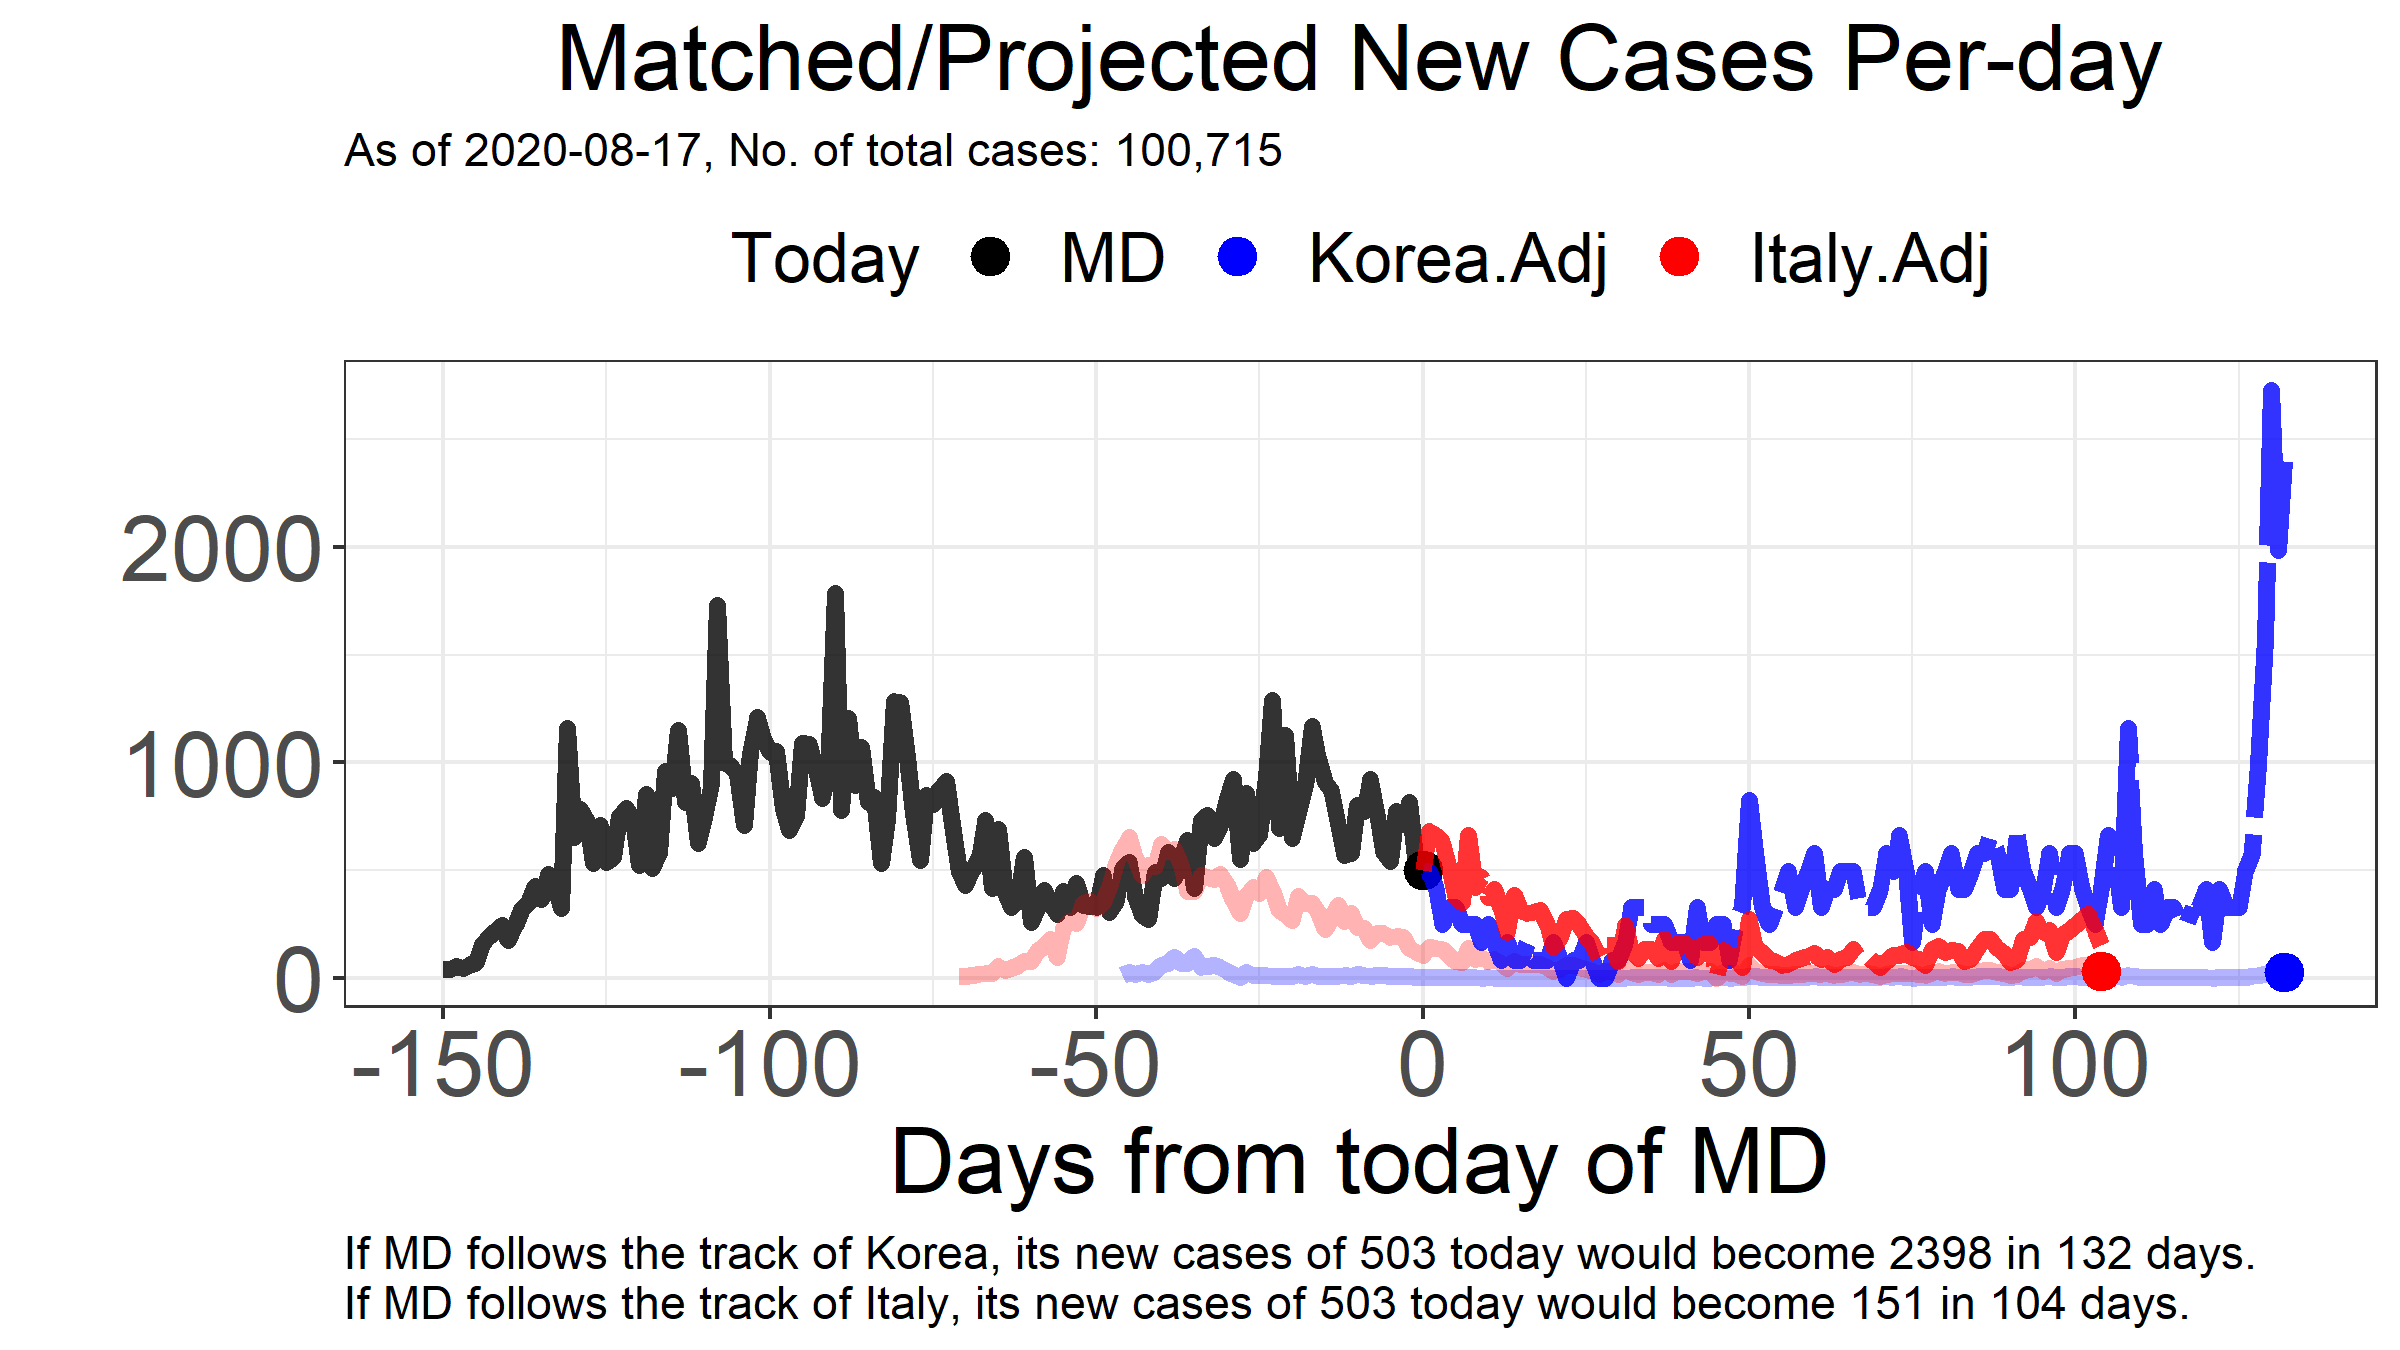 Matched/Projected New Cases Per-day
As of 2020-08-17, No. of total cases: 100,715
Today MD Korea.Adj Italy.Adj
2000
1000
0
-150 -100 -50 0 50 100
Days from today of MD
If MD follows the track of Korea, its new cases of 503 today would become 2398 in 132 days.
If MD follows the track of Italy, its new cases of 503 today would become 151 in 104 days.